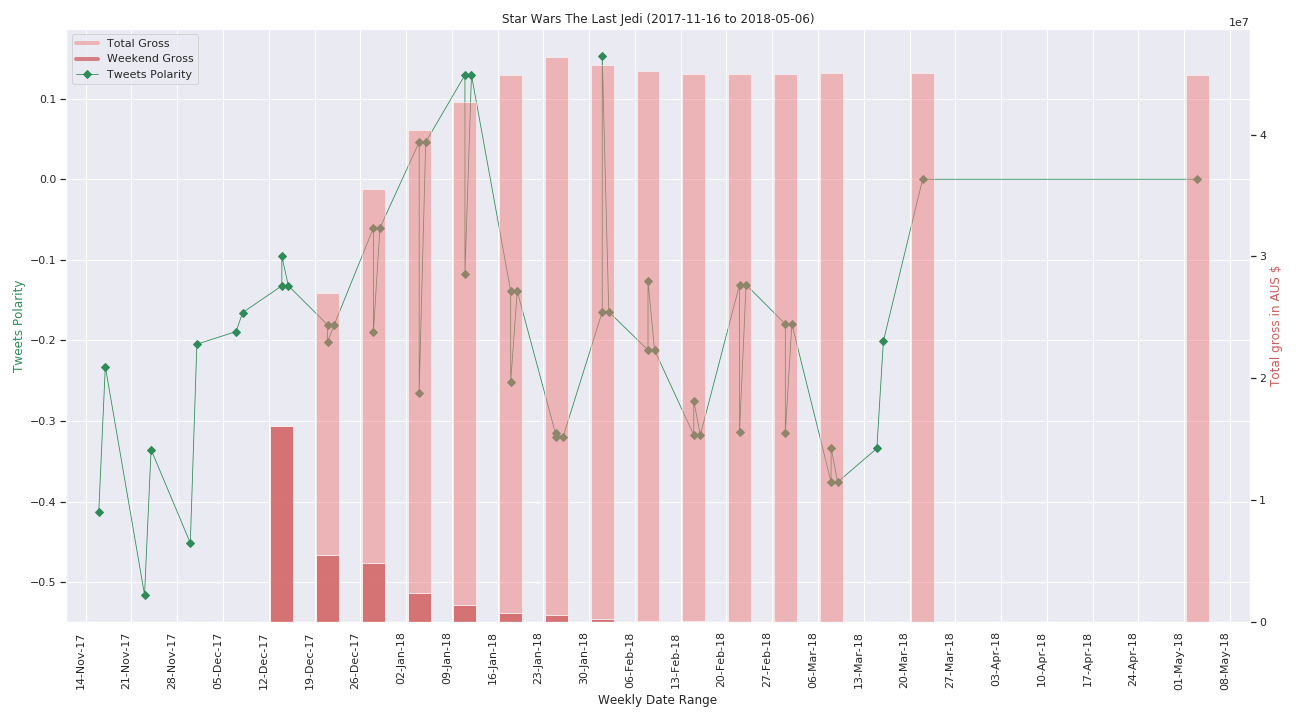 Star Wars The Last Jedi (2017-11-16 to 2018-05-06)
1e7
Total Gross
Weekend Gross
Tweets Polarity
0.1
0.0
−0.1
−0.2
−0.3
−0.4
−0.5
Tweets Polarity
4
3
2
1
0
Total gross in AUS $
14-Nov-17
21-Nov-17
28-Nov-17
05-Dec-17
12-Dec-17
19-Dec-17
26-Dec-17
02-Jan-18
09-Jan-18
16-Jan-18
23-Jan-18
30-Jan-18
06-Feb-18
13-Feb-18
20-Feb-18
27-Feb-18
06-Mar-18
13-Mar-18
20-Mar-18
27-Mar-18
03-Apr-18
10-Apr-18
17-Apr-18
24-Apr-18
01-May-18
08-May-18
Weekly Date Range